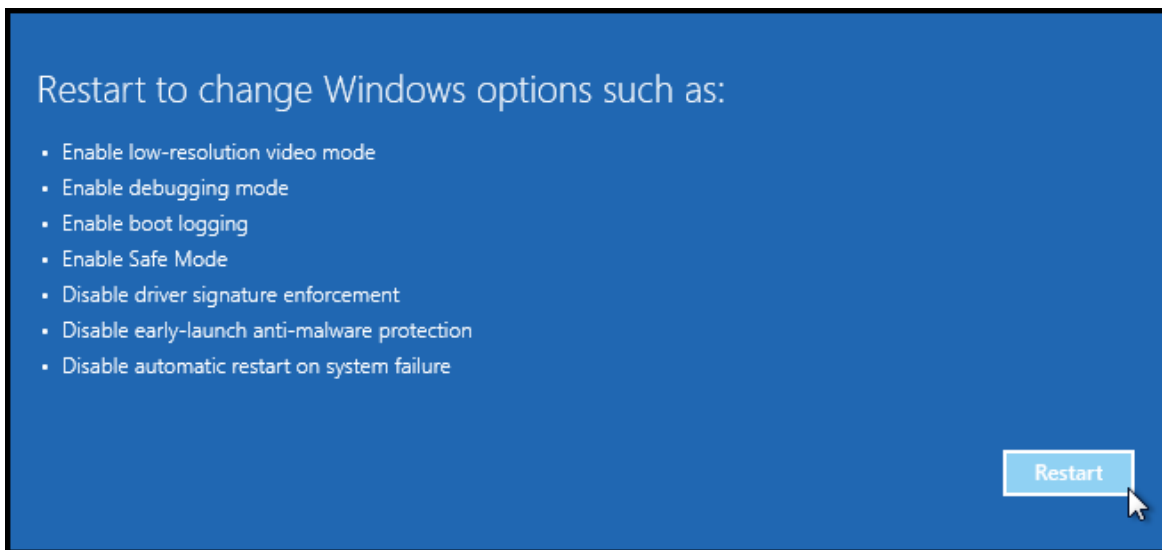 Restart to change Windows options such as:
• Enable low-resolution video mode
• Enable debugging mode
• Enable boot logging
• Enable Safe Mode
• Disable driver signature enforcement
• Disable early-launch anti-malware protection
• Disable automatic restart on system failure
Restart